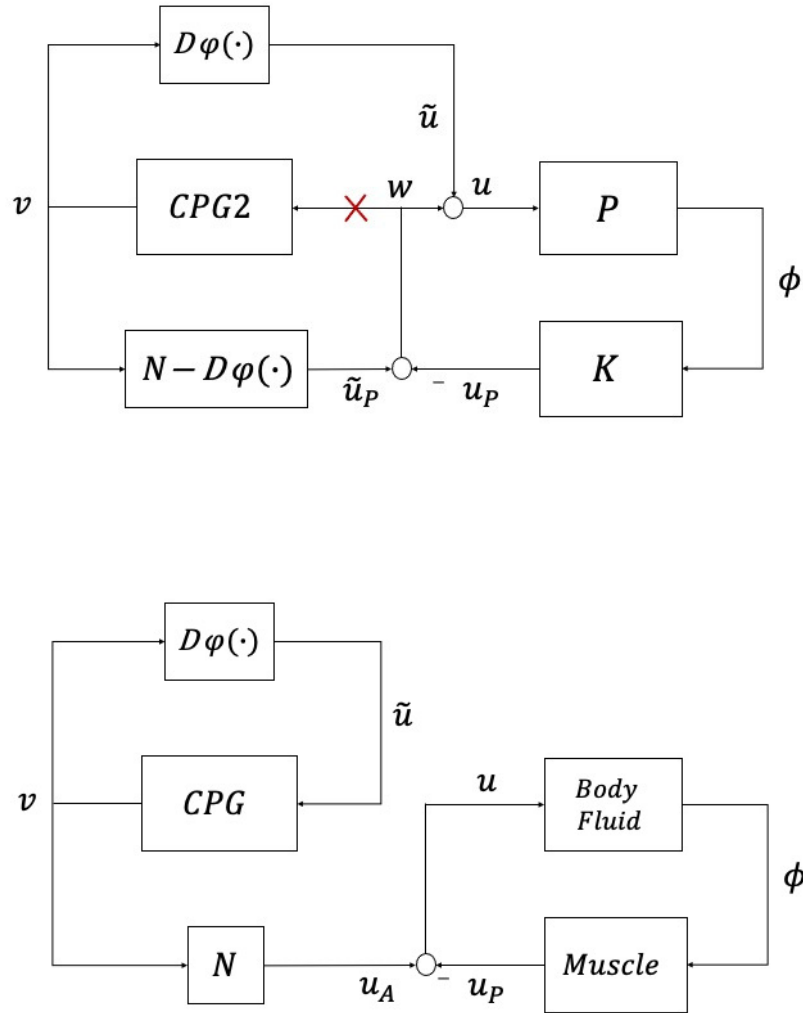 Dφ(·)
ũ
v
CPG2
w
u
P
ϕ
N − Dφ(·)
ũ_P
− u_P
K
Dφ(·)
ũ
v
CPG
u
Body
Fluid
ϕ
N
u_A
− u_P
Muscle